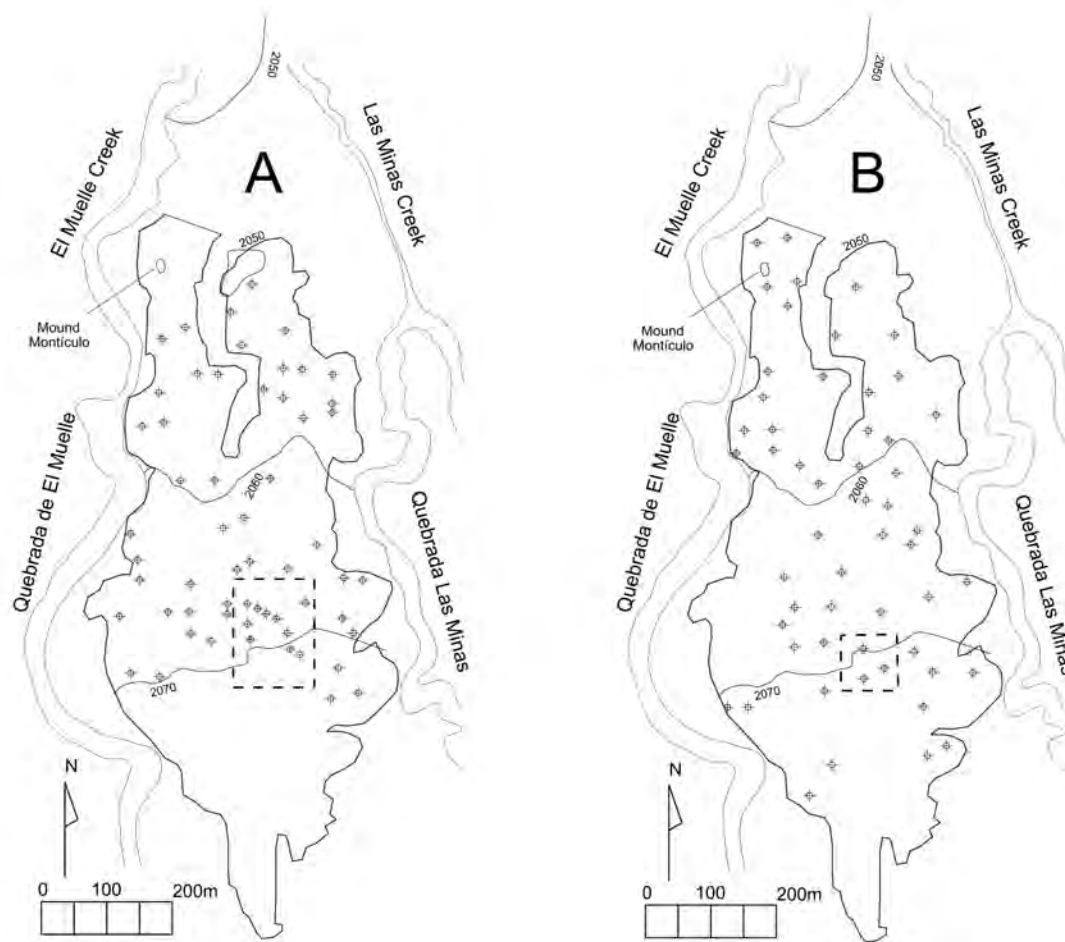 A
2050
El Muelle Creek
Las Minas Creek
2050
Mound
Montículo
Quebrada de El Muelle
2060
Quebrada Las Minas
2070
N
0 100 200m
B
2050
El Muelle Creek
Las Minas Creek
2050
Mound
Montículo
Quebrada de El Muelle
2060
Quebrada Las Minas
2070
N
0 100 200m